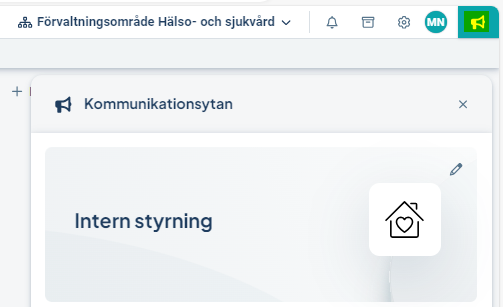 Förvaltningsområde Hälso- och sjukvård
MN
Kommunikationsytan
Intern styrning